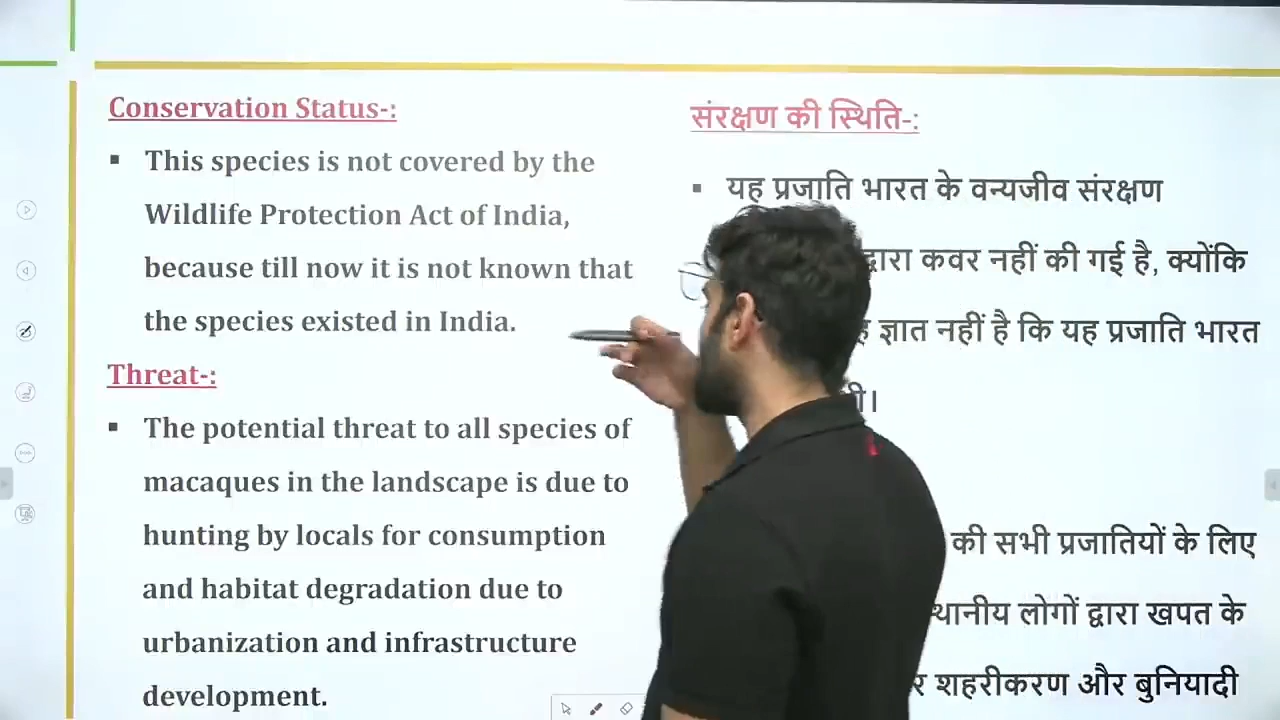 Conservation Status-:
▪ This species is not covered by the
Wildlife Protection Act of India,
because till now it is not known that
the species existed in India.
Threat-:
▪ The potential threat to all species of
macaques in the landscape is due to
hunting by locals for consumption
and habitat degradation due to
urbanization and infrastructure
development.
संरक्षण की स्थिति-:
▪ यह प्रजाति भारत के वन्यजीव संरक्षण
द्वारा कवर नहीं की गई है, क्योंकि
ज्ञात नहीं है कि यह प्रजाति भारत
की सभी प्रजातियों के लिए
लोगों द्वारा खपत के
शहरीकरण और बुनियादी